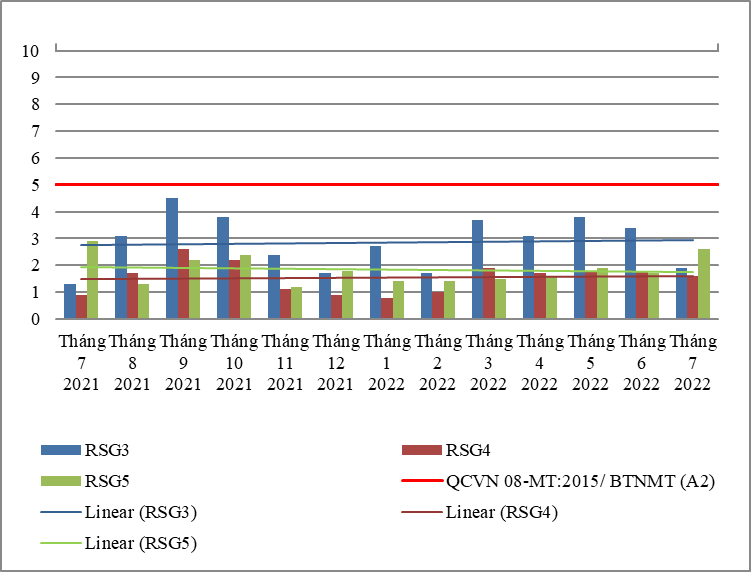 10
9
8
7
6
5
4
3
2
1
0
Tháng Tháng Tháng Tháng Tháng Tháng Tháng Tháng Tháng Tháng Tháng Tháng Tháng
7 8 9 10 11 12 1 2 3 4 5 6 7
2021 2021 2021 2021 2021 2021 2022 2022 2022 2022 2022 2022 2022
RSG3 RSG4
RSG5 QCVN 08-MT:2015/ BTNMT (A2)
Linear (RSG3) Linear (RSG4)
Linear (RSG5)